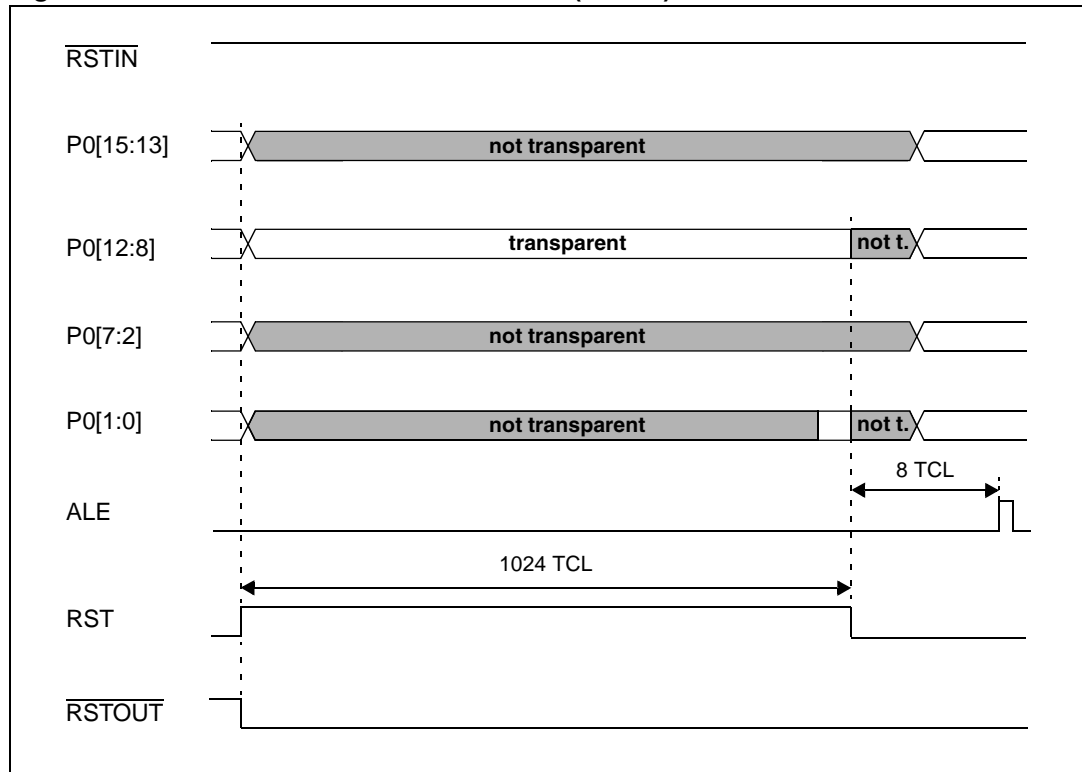 RSTIN
P0[15:13]
not transparent
P0[12:8]
transparent
not t.
P0[7:2]
not transparent
P0[1:0]
not transparent
not t.
8 TCL
ALE
1024 TCL
RST
RSTOUT